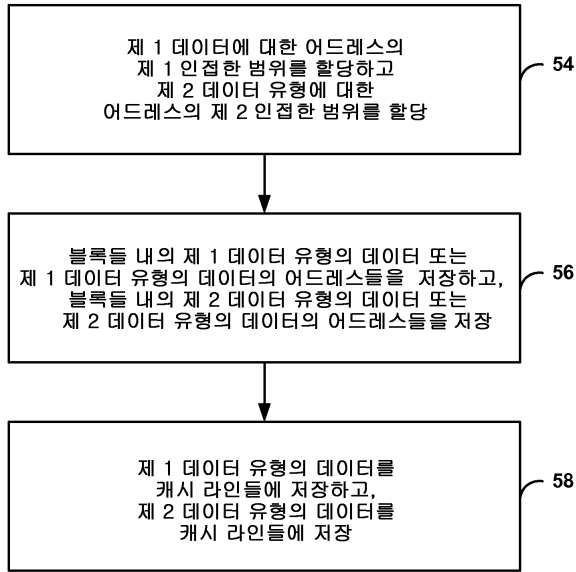 제 1 데이터에 대한 어드레스의
제 1 인접한 범위를 할당하고
제 2 데이터 유형에 대한
어드레스의 제 2 인접한 범위를 할당
54
블록들 내의 제 1 데이터 유형의 데이터 또는
제 1 데이터 유형의 데이터의 어드레스들을 저장하고,
블록들 내의 제 2 데이터 유형의 데이터 또는
제 2 데이터 유형의 데이터의 어드레스들을 저장
56
제 1 데이터 유형의 데이터를
캐시 라인들에 저장하고,
제 2 데이터 유형의 데이터를
캐시 라인들에 저장
58